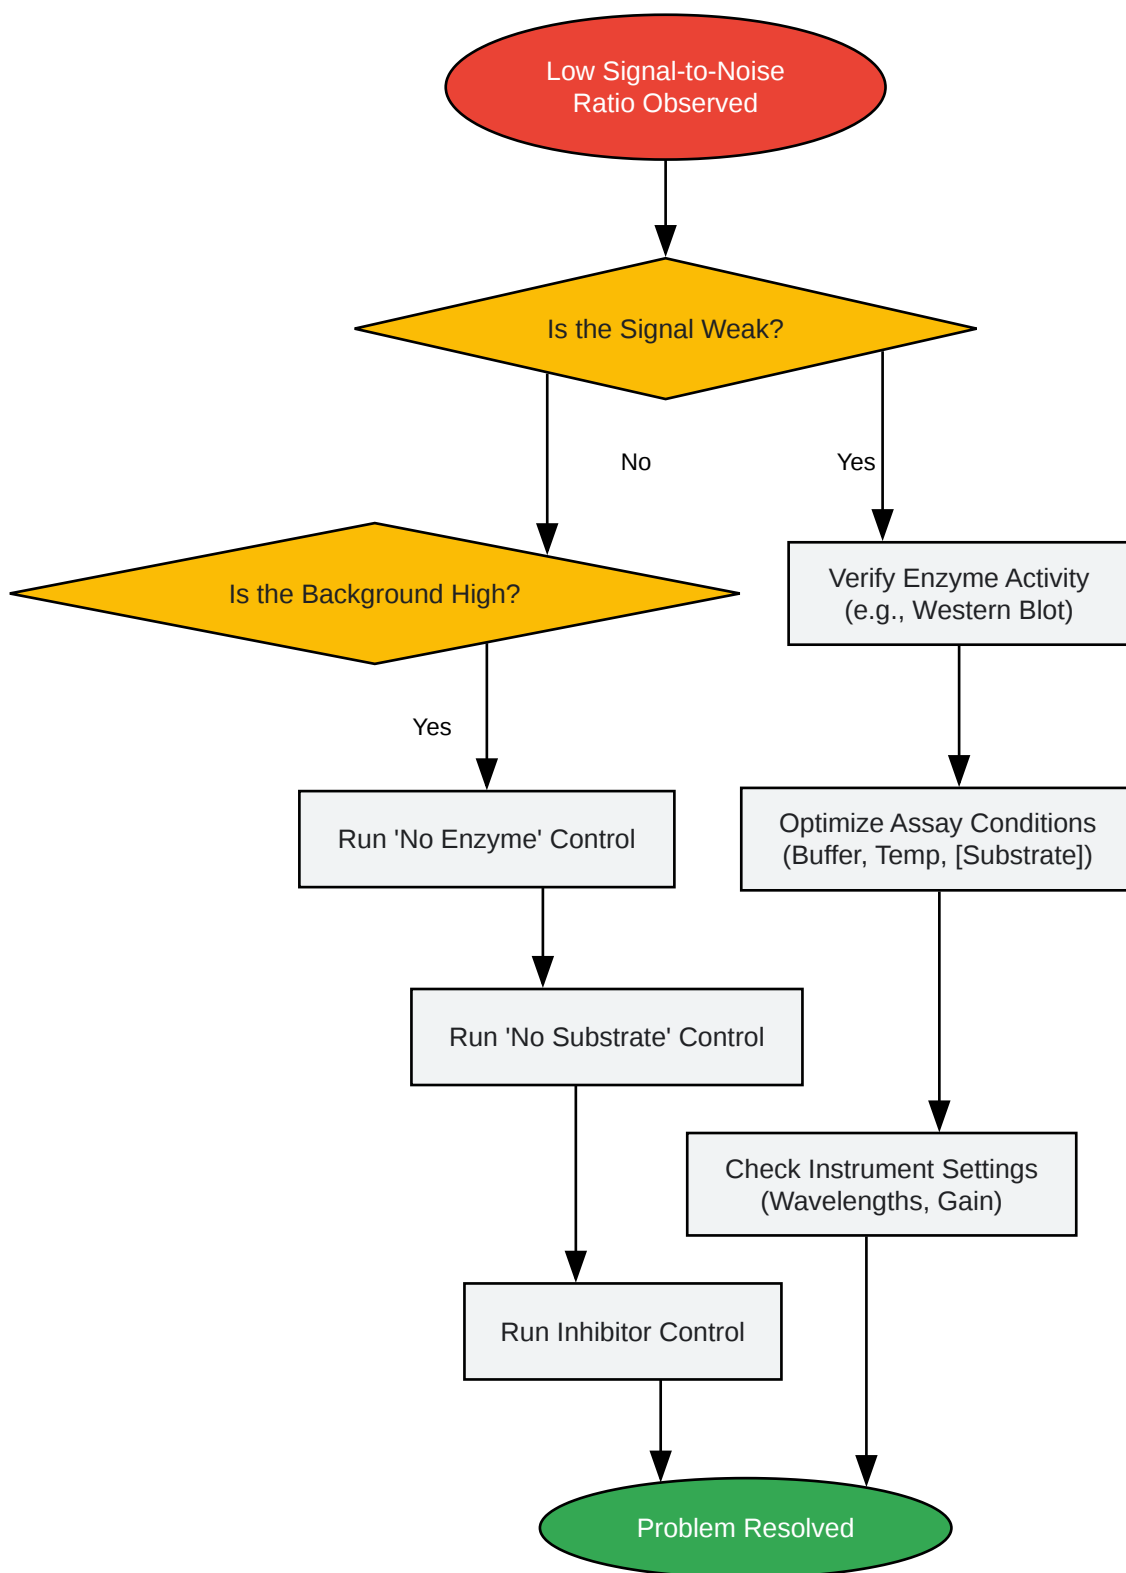 Low Signal-to-Noise
Ratio Observed
Is the Signal Weak?
No
Yes
Is the Background High?
Verify Enzyme Activity
(e.g., Western Blot)
Yes
Run 'No Enzyme' Control
Optimize Assay Conditions
(Buffer, Temp, [Substrate])
Run 'No Substrate' Control
Check Instrument Settings
(Wavelengths, Gain)
Run Inhibitor Control
Problem Resolved